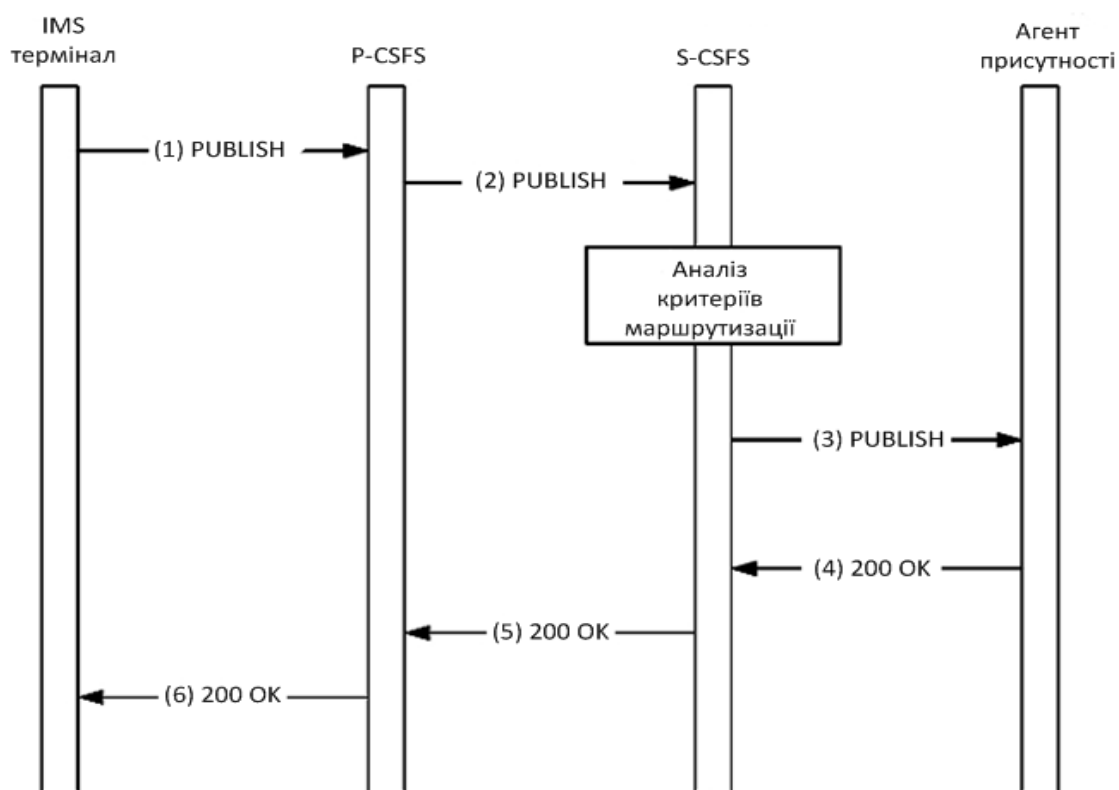 IMS
термінал
P-CSFS
S-CSFS
Агент
присутності
(1) PUBLISH
(2) PUBLISH
Аналіз
критеріїв
маршрутизації
(3) PUBLISH
(4) 200 OK
(5) 200 OK
(6) 200 OK